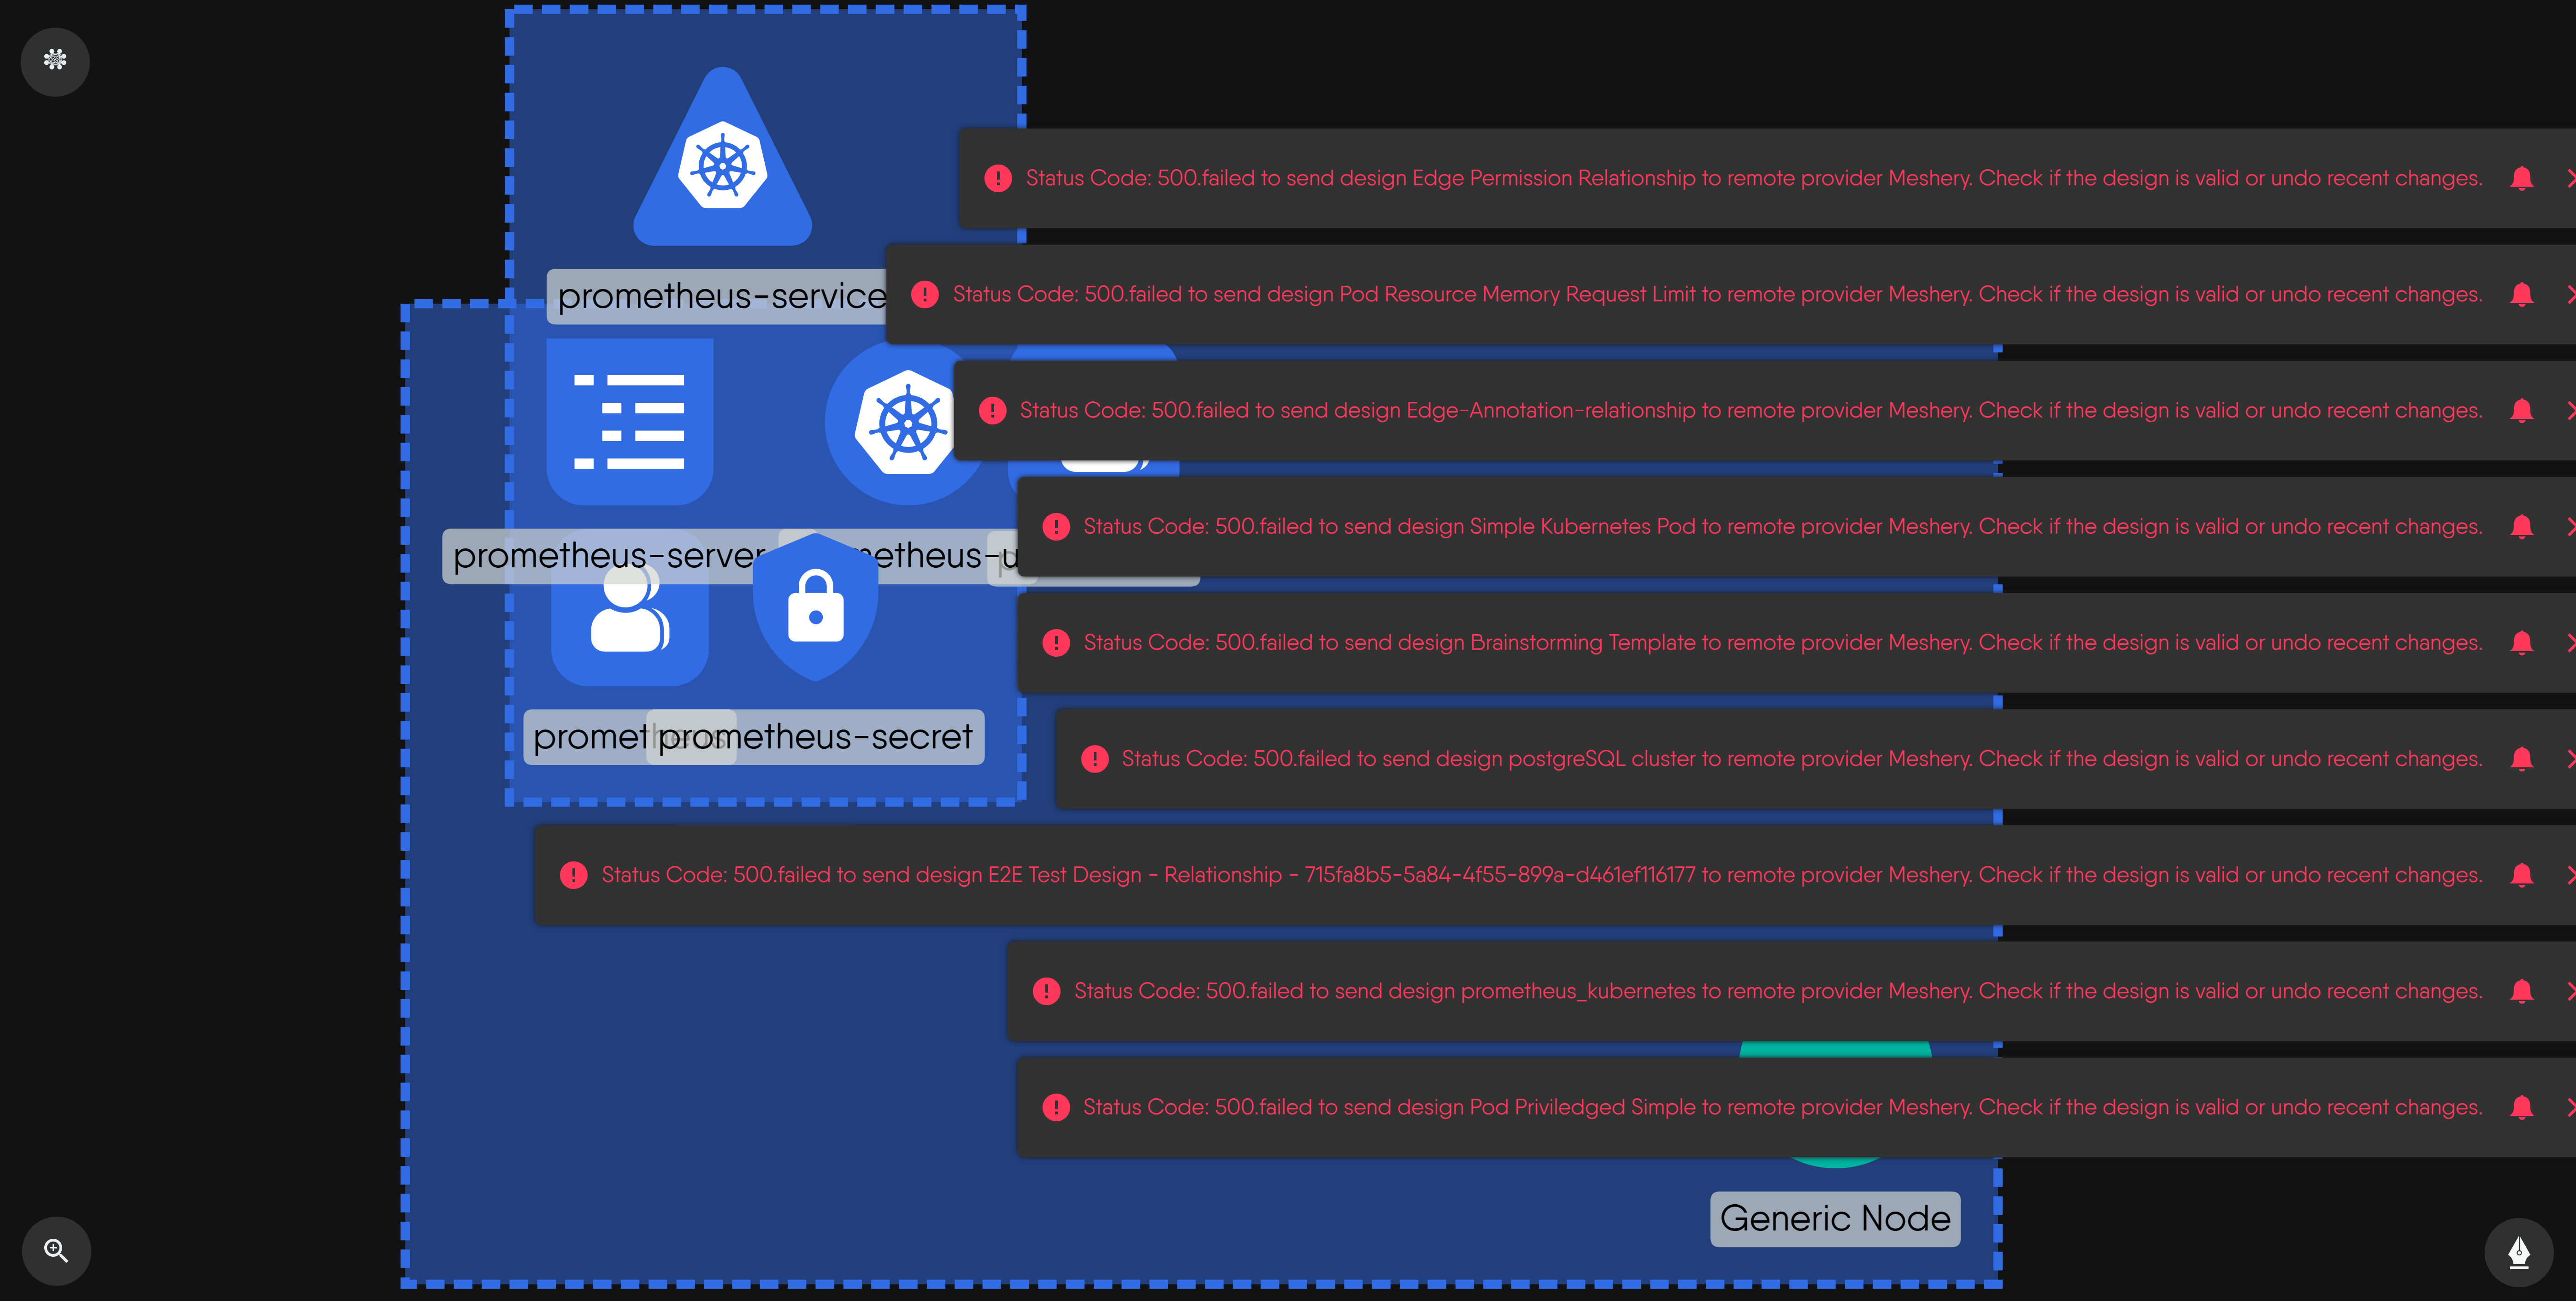 Status Code: 500.failed to send design Edge Permission Relationship to remote provider Meshery. Check if the design is valid or undo recent changes.
prometheus-service
Status Code: 500.failed to send design Pod Resource Memory Request Limit to remote provider Meshery. Check if the design is valid or undo recent changes.
Status Code: 500.failed to send design Edge-Annotation-relationship to remote provider Meshery. Check if the design is valid or undo recent changes.
Status Code: 500.failed to send design Simple Kubernetes Pod to remote provider Meshery. Check if the design is valid or undo recent changes.
prometheus-server
Status Code: 500.failed to send design Brainstorming Template to remote provider Meshery. Check if the design is valid or undo recent changes.
prometheus-secret
Status Code: 500.failed to send design postgreSQL cluster to remote provider Meshery. Check if the design is valid or undo recent changes.
Status Code: 500.failed to send design E2E Test Design - Relationship - 715fa8b5-5a84-4f55-899a-d461ef116177 to remote provider Meshery. Check if the design is valid or undo recent changes.
Status Code: 500.failed to send design prometheus_kubernetes to remote provider Meshery. Check if the design is valid or undo recent changes.
Status Code: 500.failed to send design Pod Priviledged Simple to remote provider Meshery. Check if the design is valid or undo recent changes.
Generic Node